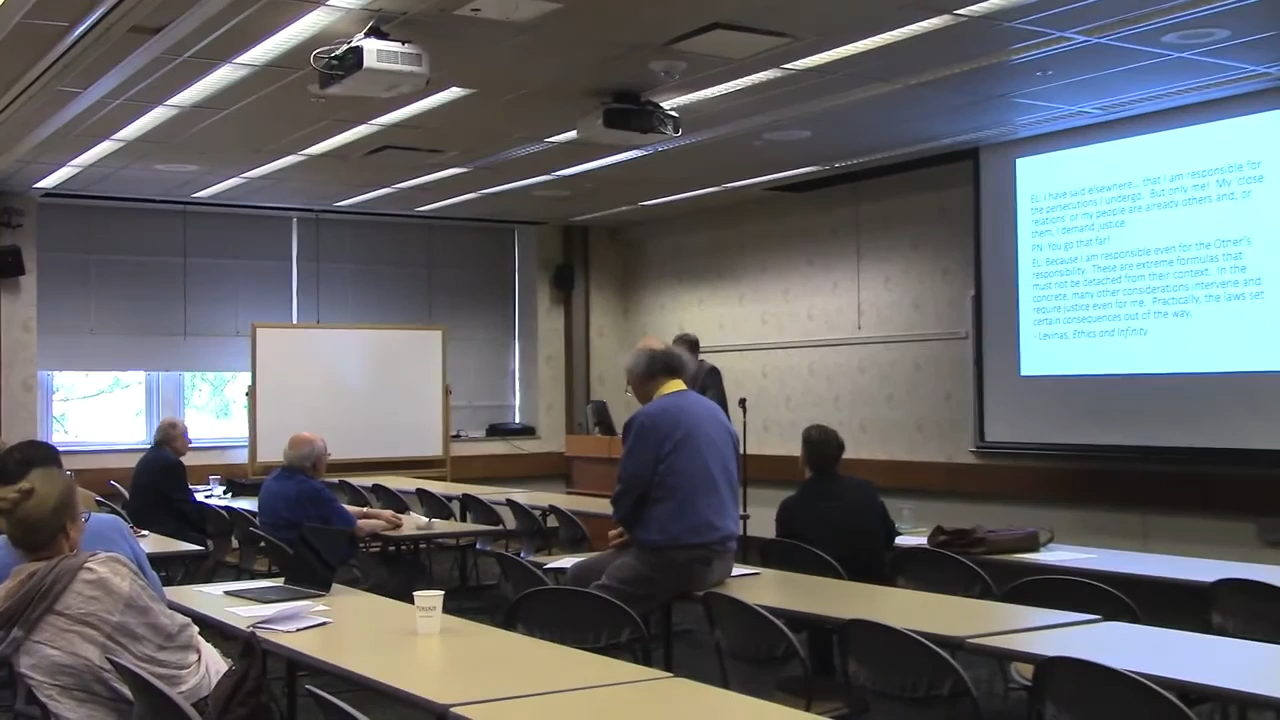 EL: I have said elsewhere... that I am responsible for
the persecutions I undergo. But only me! My close
relations or my people are already others and, or
them, I demand justice.
PN: You go that far!
EL: Because I am responsible even for the Other's
responsibility. These are extreme formulas that
must not be detached from their context. In the
concrete, many other considerations intervene and
require justice even for me. Practically, the laws set
certain consequences out of the way.
- Levinas, Ethics and Infinity